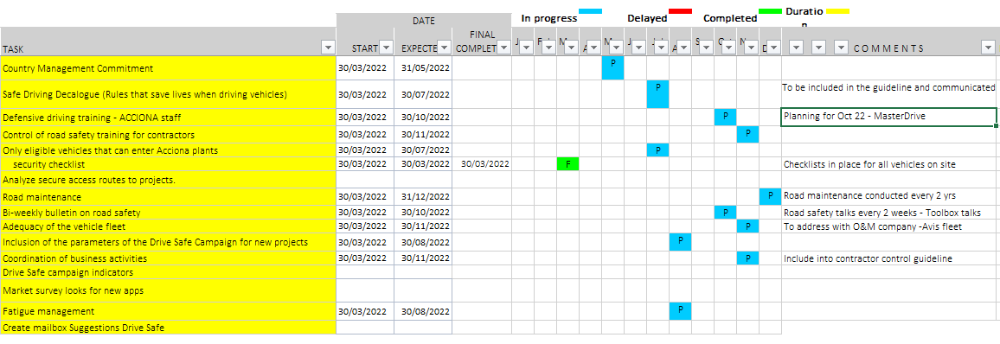 DATE In progress Delayed Completed Duratio
n
TASK START EXPECTE FINAL
COMPLET J F M A M J J A S O N D COMMENTS
Country Management Commitment 30/03/2022 31/05/2022 P
Safe Driving Decalogue (Rules that save lives when driving vehicles) 30/03/2022 30/07/2022 P To be included in the guideline and communicated
Defensive driving training - ACCIONA staff 30/03/2022 30/10/2022 P Planning for Oct 22 - MasterDrive
Control of road safety training for contractors 30/03/2022 30/11/2022 P
Only eligible vehicles that can enter Acciona plants 30/03/2022 30/07/2022 P
security checklist 30/03/2022 30/03/2022 30/03/2022 F Checklists in place for all vehicles on site
Analyze secure access routes to projects.
Road maintenance 30/03/2022 31/12/2022 P Road maintenance conducted every 2 yrs
Bi-weekly bulletin on road safety 30/03/2022 30/10/2022 P Road safety talks every 2 weeks - Toolbox talks
Adequacy of the vehicle fleet 30/03/2022 30/11/2022 P To address with O&M company -Avis fleet
Inclusion of the parameters of the Drive Safe Campaign for new projects 30/03/2022 30/08/2022 P
Coordination of business activities 30/03/2022 30/11/2022 P Include into contractor control guideline
Drive Safe campaign indicators
Market survey looks for new apps
Fatigue management 30/03/2022 30/08/2022 P
Create mailbox Suggestions Drive Safe